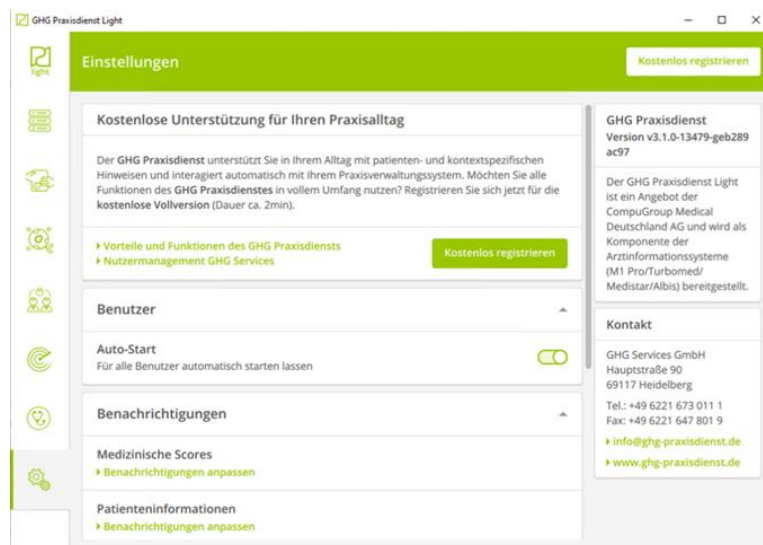 GHG Praxisdienst Light
light
Einstellungen
Kostenlos registrieren
Kostenlose Unterstützung für Ihren Praxisalltag
Der GHG Praxisdienst unterstützt Sie in Ihrem Alltag mit patienten- und kontextspezifischen
Hinweisen und interagiert automatisch mit Ihrem Praxisverwaltungssystem. Möchten Sie alle
Funktionen des GHG Praxisdienstes in vollem Umfang nutzen? Registrieren Sie sich jetzt für die
kostenlose Vollversion (Dauer ca. 2min).
Vorteile und Funktionen des GHG Praxisdiensts
Nutzermanagement GHG Services
Kostenlos registrieren
Benutzer
Auto-Start
Für alle Benutzer automatisch starten lassen
Benachrichtigungen
Medizinische Scores
Benachrichtigungen anpassen
Patienteninformationen
Benachrichtigungen anpassen
GHG Praxisdienst
Version v3.1.0-13479-geb289
ac97
Der GHG Praxisdienst Light
ist ein Angebot der
CompuGroup Medical
Deutschland AG und wird als
Komponente der
Arztinformationssysteme
(M1 Pro/Turbomed/
Medistar/Albis) bereitgestellt.
Kontakt
GHG Services GmbH
Hauptstraße 90
69117 Heidelberg
Tel.: +49 6221 673 011 1
Fax: +49 6221 647 801 9
info@ghg-praxisdienst.de
www.ghg-praxisdienst.de